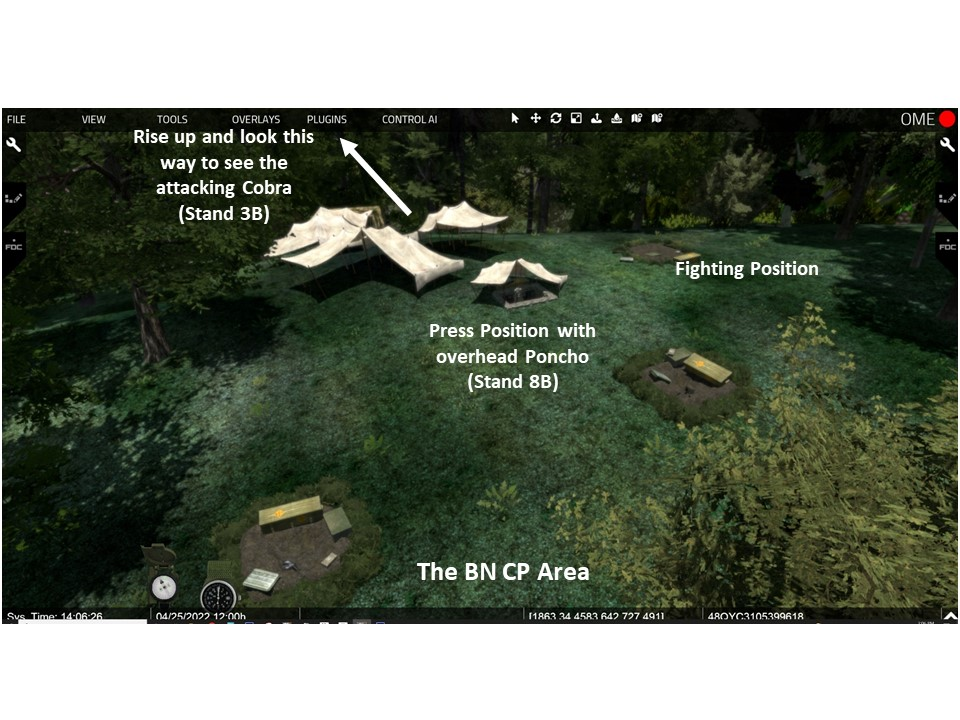 FILE VIEW TOOLS OVERLAYS PLUGINS CONTROL AI OME
Rise up and look this
way to see the
attacking Cobra
(Stand 3B)
FDC
FDC
Fighting Position
Press Position with
overhead Poncho
(Stand 8B)
The BN CP Area
Sys. Time: 14:06:26 04/25/2022 12:00h [1863.34,4583.642,727.491] 48QYC3105399618